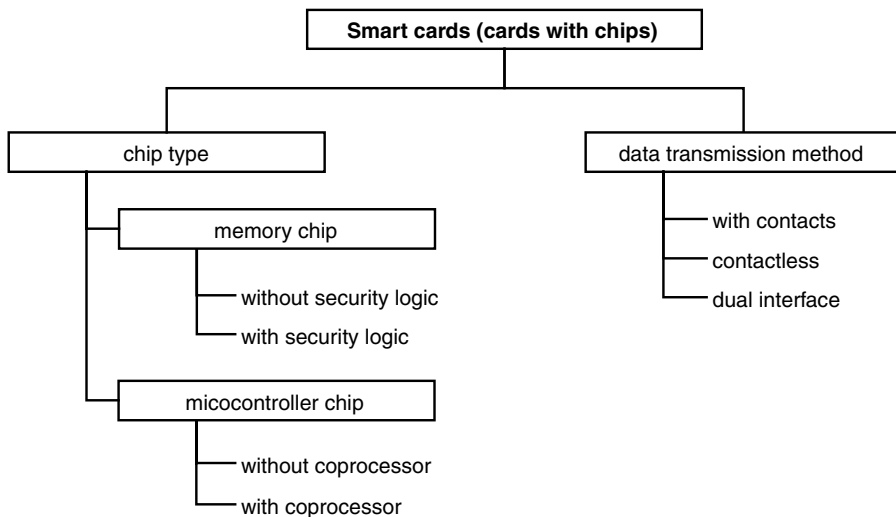 Smart cards (cards with chips)
chip type
data transmission method
memory chip
without security logic
with security logic
micocontroller chip
without coprocessor
with coprocessor
with contacts
contactless
dual interface